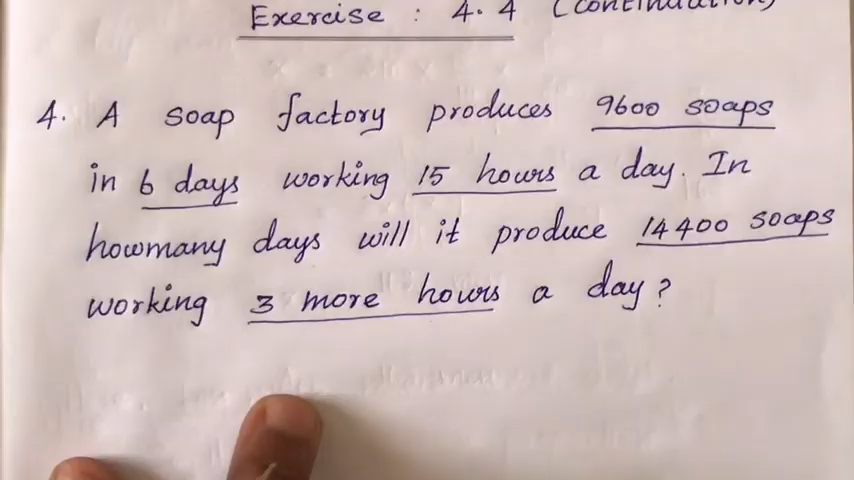 Exercise : 4.4 (Continuation)
4. A soap factory produces 9600 soaps
in 6 days working 15 hours a day. In
howmany days will it produce 14400 soaps
working 3 more hours a day?